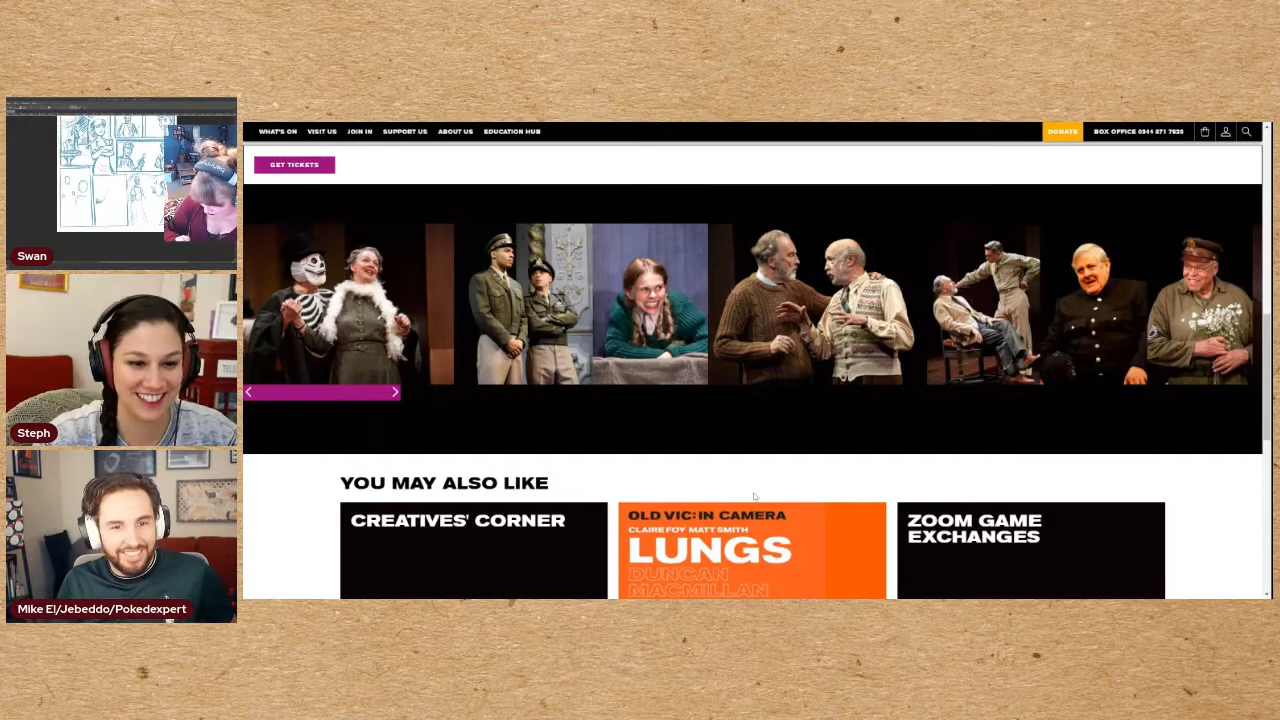 Swan
Steph
Mike El/Jebeddo/Pokedexpert
WHAT'S ON
VISIT US
JOIN IN
SUPPORT US
ABOUT US
EDUCATION HUB
DONATE
BOX OFFICE 0344 871 7628
GET TICKETS
YOU MAY ALSO LIKE
CREATIVES' CORNER
OLD VIC: IN CAMERA
CLAIRE FOY MATT SMITH
LUNGS
DUNCAN
MACMILLAN
ZOOM GAME
EXCHANGES